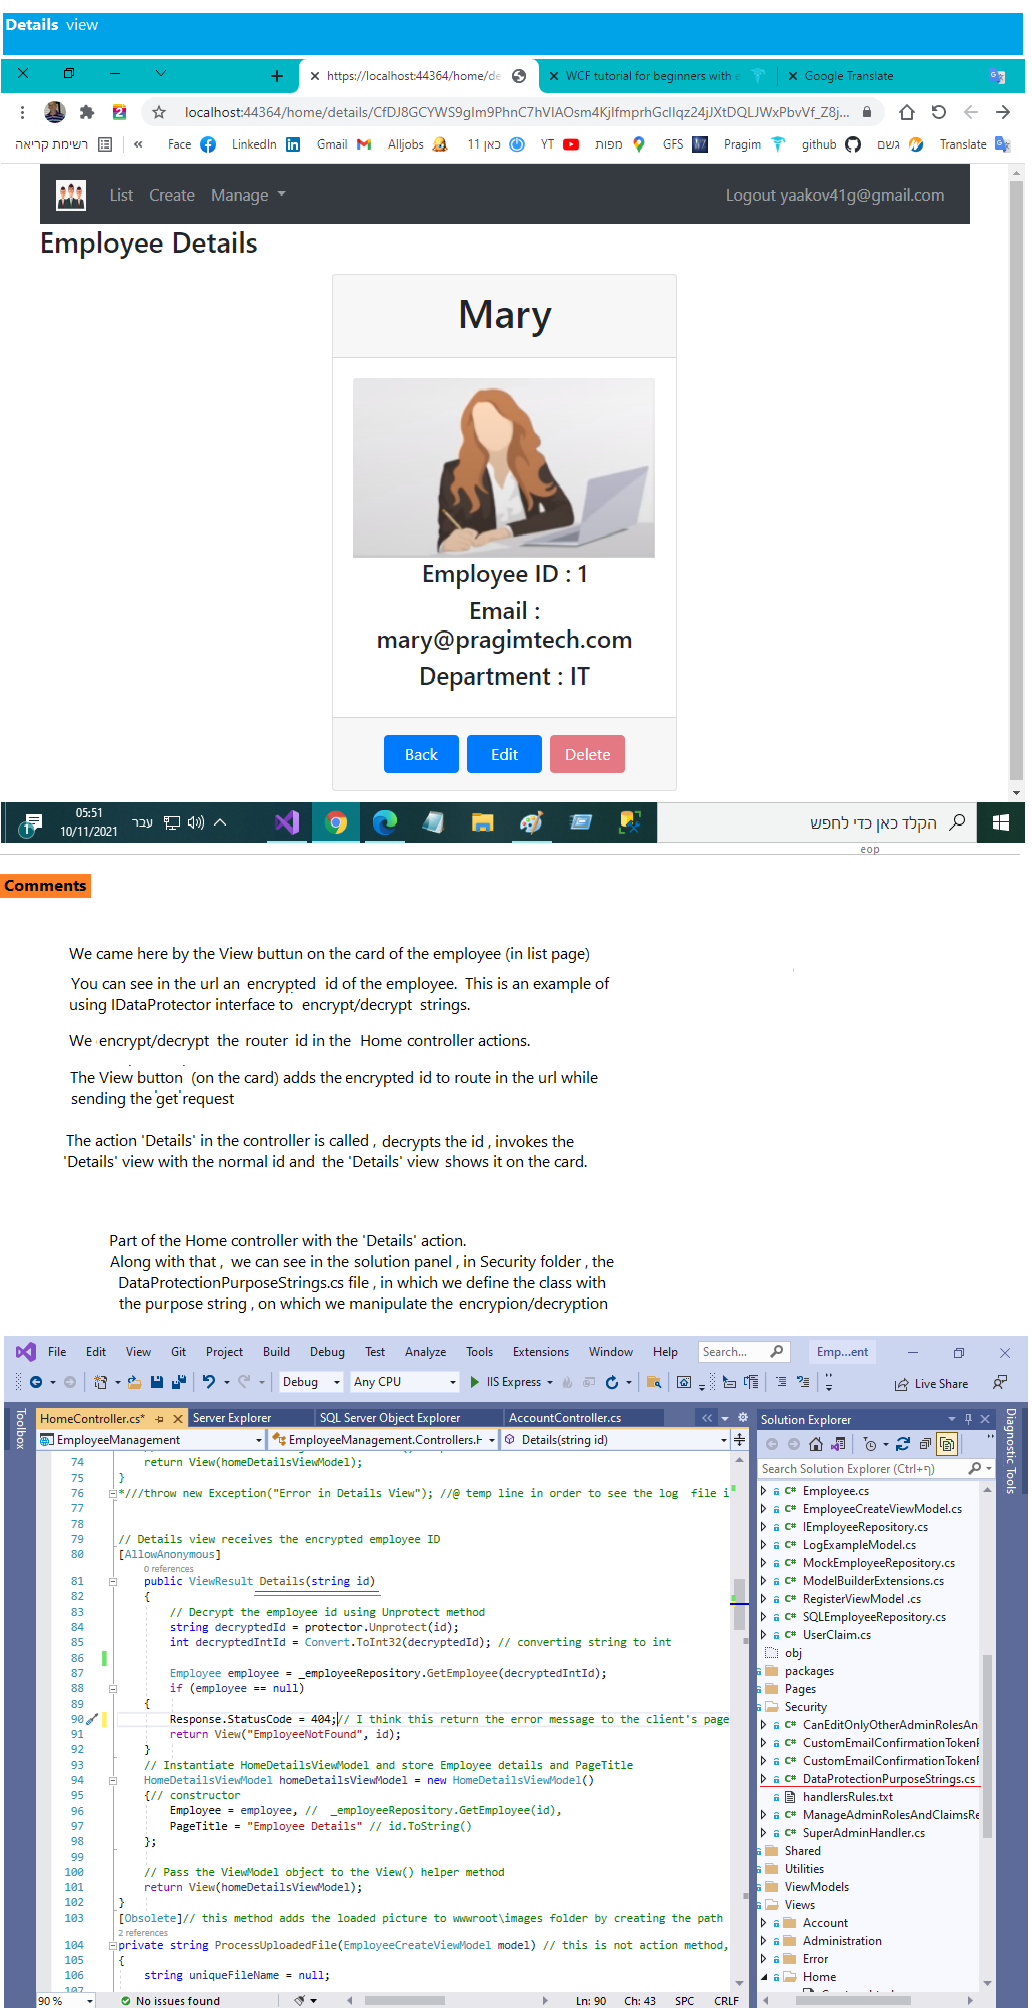 Details view
https://localhost:44364/home/de
WCF tutorial for beginners with e
Google Translate
localhost:44364/home/details/CfDJ8GCYWS9glm9PhnC7hVIAOsm4KjlfmprhGcllqz24jJXtDQLJWxPbvVf_Z8j...
רשימת קריאה
«
Face
LinkedIn
Gmail
Alljobs
כאן 11
YT
מפות
GFS
Pragim
github
גשם
Translate
List Create Manage
Logout yaakov41g@gmail.com
Employee Details
Mary
Employee ID : 1
Email :
mary@pragimtech.com
Department : IT
Back Edit Delete
1
05:51
10/11/2021
עבר
הקלד כאן כדי לחפש
eop
Comments
We came here by the View buttun on the card of the employee (in list page)
You can see in the url an encrypted id of the employee. This is an example of
using IDataProtector interface to encrypt/decrypt strings.
We encrypt/decrypt the router id in the Home controller actions.
The View button (on the card) adds the encrypted id to route in the url while
sending the 'get' request
The action 'Details' in the controller is called , decrypts the id , invokes the
'Details' view with the normal id and the 'Details' view shows it on the card.
Part of the Home controller with the 'Details' action.
Along with that , we can see in the solution panel , in Security folder , the
DataProtectionPurposeStrings.cs file , in which we define the class with
the purpose string , on which we manipulate the encrypion/decryption
File Edit View Git Project Build Debug Test Analyze Tools Extensions Window Help Search... Emp...ent
Debug Any CPU IIS Express Live Share
Toolbox
HomeController.cs* Server Explorer SQL Server Object Explorer AccountController.cs
EmployeeManagement EmployeeManagement.Controllers.H Details(string id)
74 return View(homeDetailsViewModel);
75 }
76 *///throw new Exception("Error in Details View"); //@ temp line in order to see the log file i
77
78
79 // Details view receives the encrypted employee ID
80 [AllowAnonymous]
0 references
81 public ViewResult Details(string id)
82 {
83 // Decrypt the employee id using Unprotect method
84 string decryptedId = protector.Unprotect(id);
85 int decryptedIntId = Convert.ToInt32(decryptedId); // converting string to int
86
87 Employee employee = _employeeRepository.GetEmployee(decryptedIntId);
88 if (employee == null)
89 {
90 Response.StatusCode = 404;// I think this return the error message to the client's page
91 return View("EmployeeNotFound", id);
92 }
93 // Instantiate HomeDetailsViewModel and store Employee details and PageTitle
94 HomeDetailsViewModel homeDetailsViewModel = new HomeDetailsViewModel()
95 {// constructor
96 Employee = employee, // _employeeRepository.GetEmployee(id),
97 PageTitle = "Employee Details" // id.ToString()
98 };
99
100 // Pass the ViewModel object to the View() helper method
101 return View(homeDetailsViewModel);
102 }
103 [Obsolete]// this method adds the loaded picture to wwwroot\images folder by creating the path
2 references
104 private string ProcessUploadedFile(EmployeeCreateViewModel model) // this is not action method,
105 {
106 string uniqueFileName = null;
107
90 % No issues found Ln: 90 Ch: 43 SPC CRLF
Solution Explorer
Search Solution Explorer (Ctrl+ף)
Employee.cs
EmployeeCreateViewModel.cs
IEmployeeRepository.cs
LogExampleModel.cs
MockEmployeeRepository.cs
ModelBuilderExtensions.cs
RegisterViewModel .cs
SQLEmployeeRepository.cs
UserClaim.cs
obj
packages
Pages
Security
CanEditOnlyOtherAdminRolesAn
CustomEmailConfirmationTokenP
CustomEmailConfirmationTokenP
DataProtectionPurposeStrings.cs
handlersRules.txt
ManageAdminRolesAndClaimsRe
SuperAdminHandler.cs
Shared
Utilities
ViewModels
Views
Account
Administration
Error
Home
Diagnostic Tools